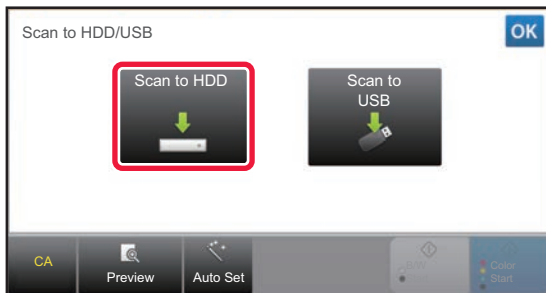 Scan to HDD/USB
OK
Scan to HDD
Scan to
USB
CA
Preview
Auto Set
B/W
Start
Color
Start